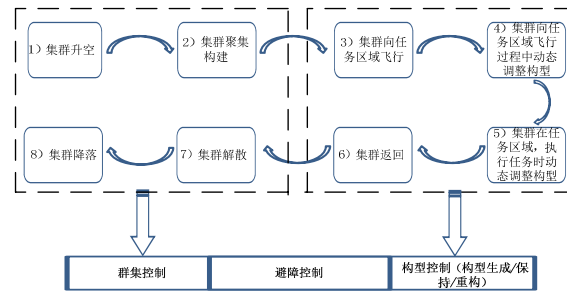 1）集群升空
2）集群聚集
构建
3）集群向任
务区域飞行
4）集群向任
务区域飞行
过程中动态
调整构型
8）集群降落
7）集群解散
6）集群返回
5）集群在任
务区域，执
行任务时动
态调整构型
群集控制
避障控制
构型控制（构型生成/保
持/重构）